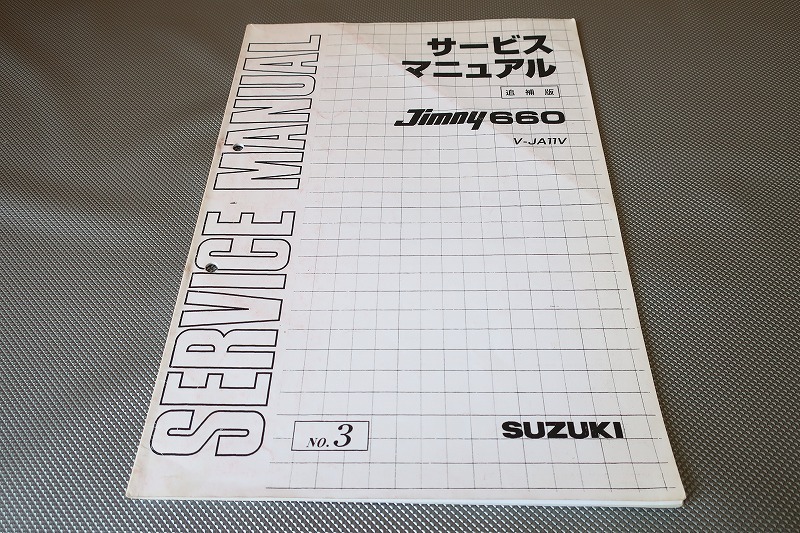 SERVICE MANUAL
サービス
マニュアル
追補版
Jimny 660
V-JA11V
NO. 3
SUZUKI